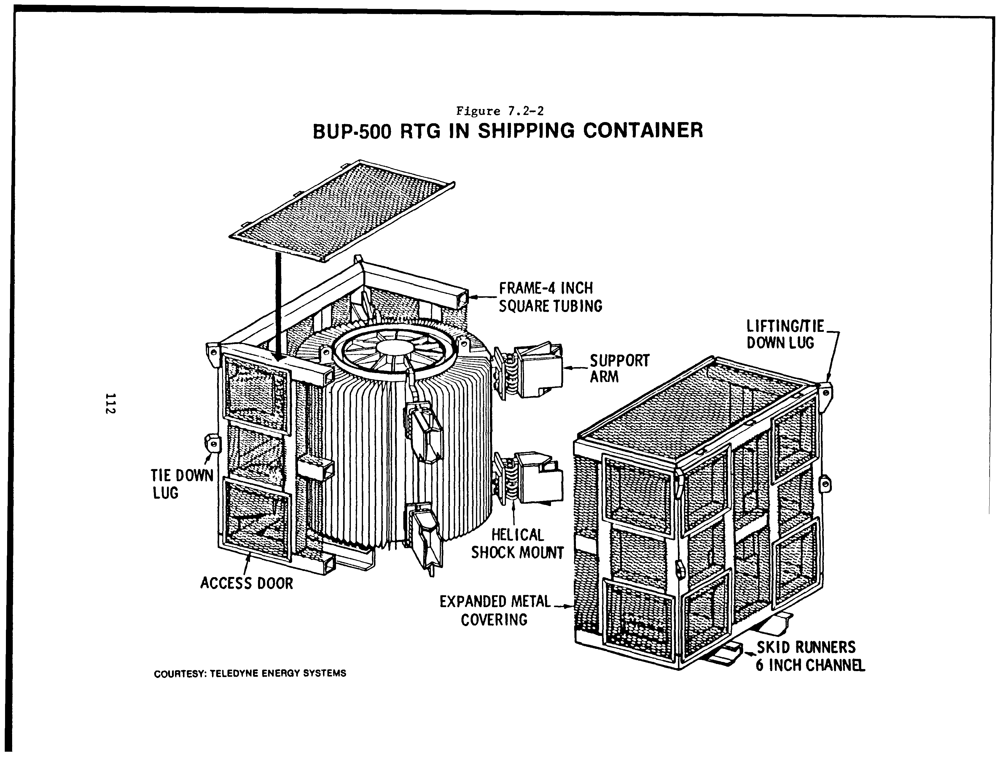 Figure 7.2-2
BUP-500 RTG IN SHIPPING CONTAINER
FRAME-4 INCH
SQUARE TUBING
LIFTING/TIE
DOWN LUG
SUPPORT
ARM
112
TIE DOWN
LUG
HELICAL
SHOCK MOUNT
ACCESS DOOR
EXPANDED METAL
COVERING
SKID RUNNERS
6 INCH CHANNEL
COURTESY: TELEDYNE ENERGY SYSTEMS